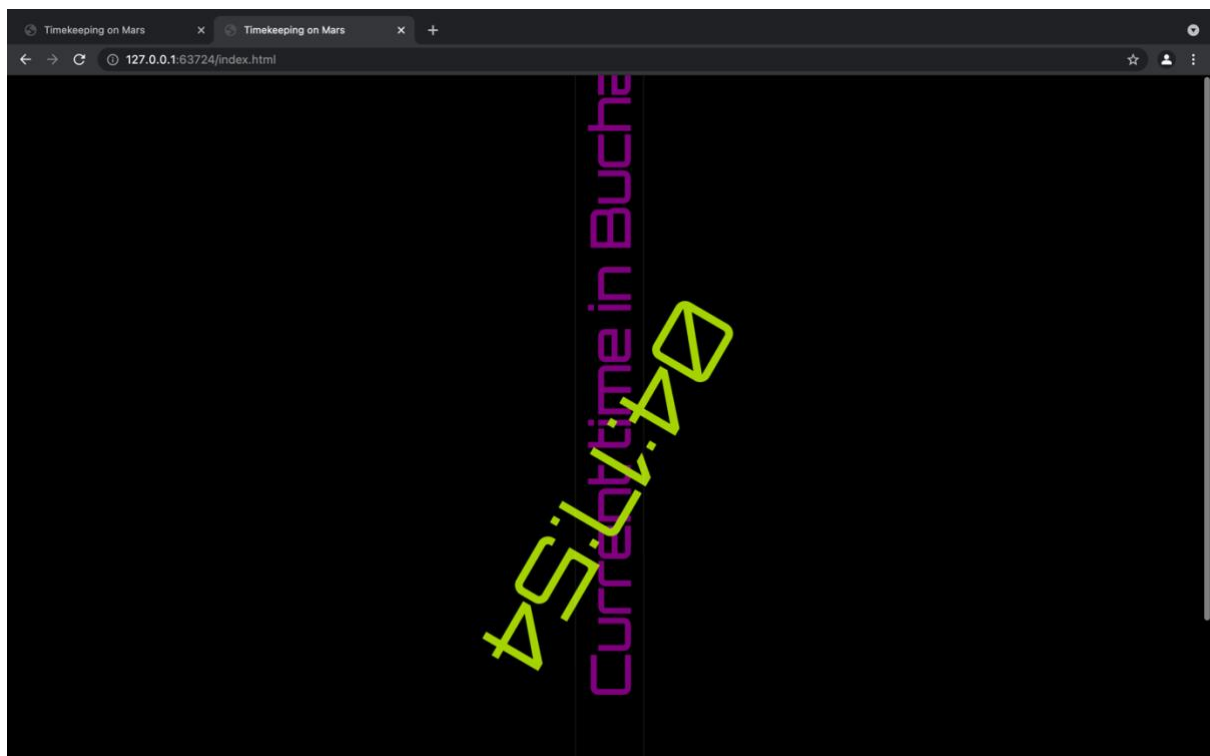 Timekeeping on Mars
Timekeeping on Mars
127.0.0.1:63724/index.html
Current time in Bucha
04:17:54